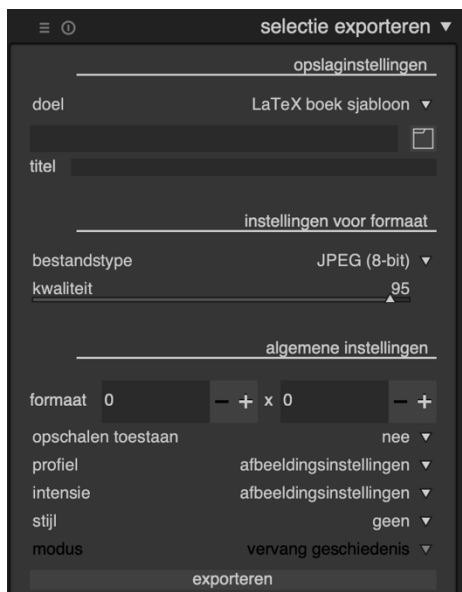 selectie exporteren
opslaginstellingen
doel LaTeX boek sjabloon
titel
instellingen voor formaat
bestandstype JPEG (8-bit)
kwaliteit 95
algemene instellingen
formaat 0 − + x 0 − +
opschalen toestaan nee
profiel afbeeldingsinstellingen
intensie afbeeldingsinstellingen
stijl geen
modus vervang geschiedenis
exporteren